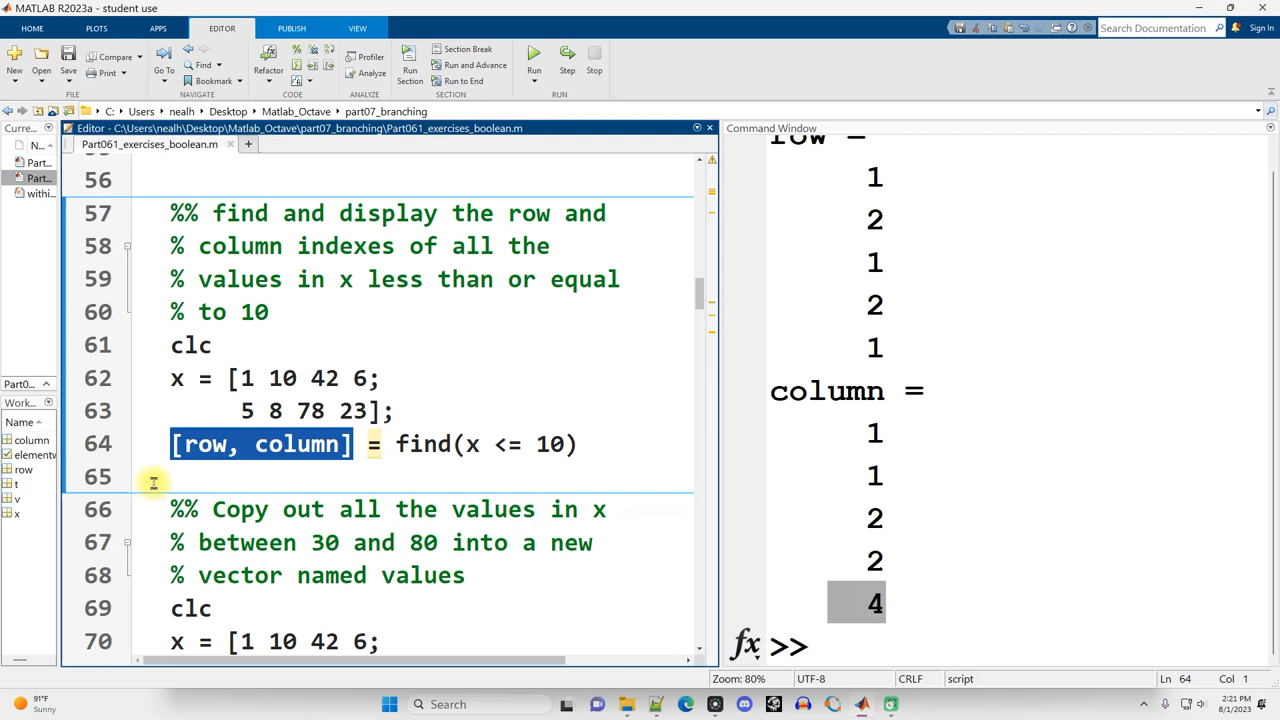 MATLAB R2023a - student use
HOME PLOTS APPS EDITOR PUBLISH VIEW Search Documentation Sign In
New Open Save Compare Print Go To Find Bookmark Refactor Profiler Analyze Run Section Section Break Run and Advance Run to End Run Step Stop
FILE NAVIGATE CODE ANALYZE SECTION RUN
C: Users nealh Desktop Matlab_Octave part07_branching
Curre... Editor - C:\Users\nealh\Desktop\Matlab_Octave\part07_branching\Part061_exercises_boolean.m Command Window
N... Part061_exercises_boolean.m
Part...
Part...
withi...
Part0...
Work...
Name
column
elementv
row
t
v
x
56
57 %% find and display the row and
58 % column indexes of all the
59 % values in x less than or equal
60 % to 10
61 clc
62 x = [1 10 42 6;
63 5 8 78 23];
64 [row, column] = find(x <= 10)
65
66 %% Copy out all the values in x
67 % between 30 and 80 into a new
68 % vector named values
69 clc
70 x = [1 10 42 6;
row =
1
2
1
2
1
column =
1
1
2
2
4
fx >>
Zoom: 80% UTF-8 CRLF script Ln 64 Col 1
91°F
Sunny
Search
2:21 PM
8/1/2023